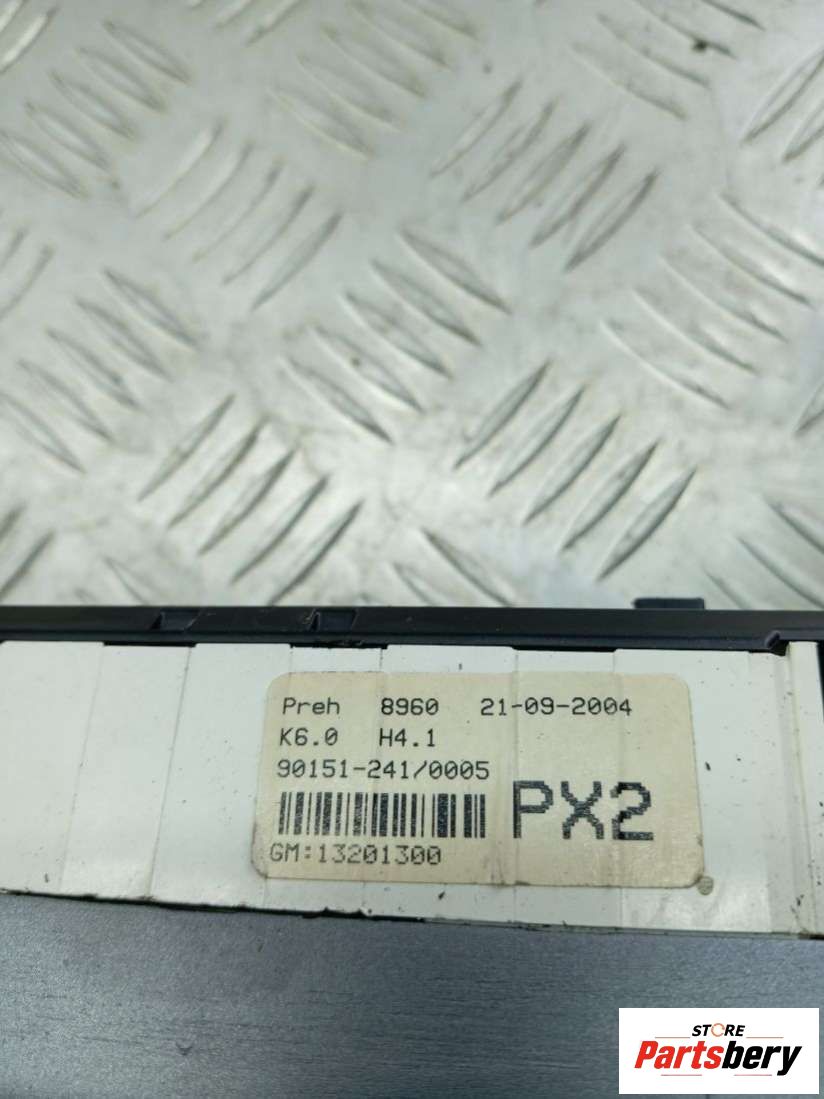 Preh 8960 21-09-2004
K6.0 H4.1
90151-241/0005
PX2
GM:13201300
STORE
Partsbery